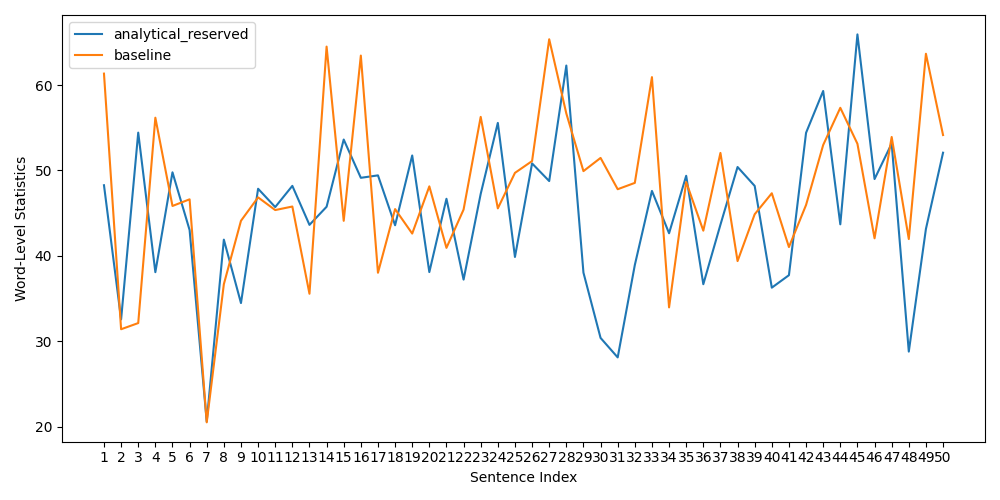 analytical_reserved
baseline
60
50
40
30
20
Word-Level Statistics
1 2 3 4 5 6 7 8 9 10 11 12 13 14 15 16 17 18 19 20 21 22 23 24 25 26 27 28 29 30 31 32 33 34 35 36 37 38 39 40 41 42 43 44 45 46 47 48 49 50
Sentence Index